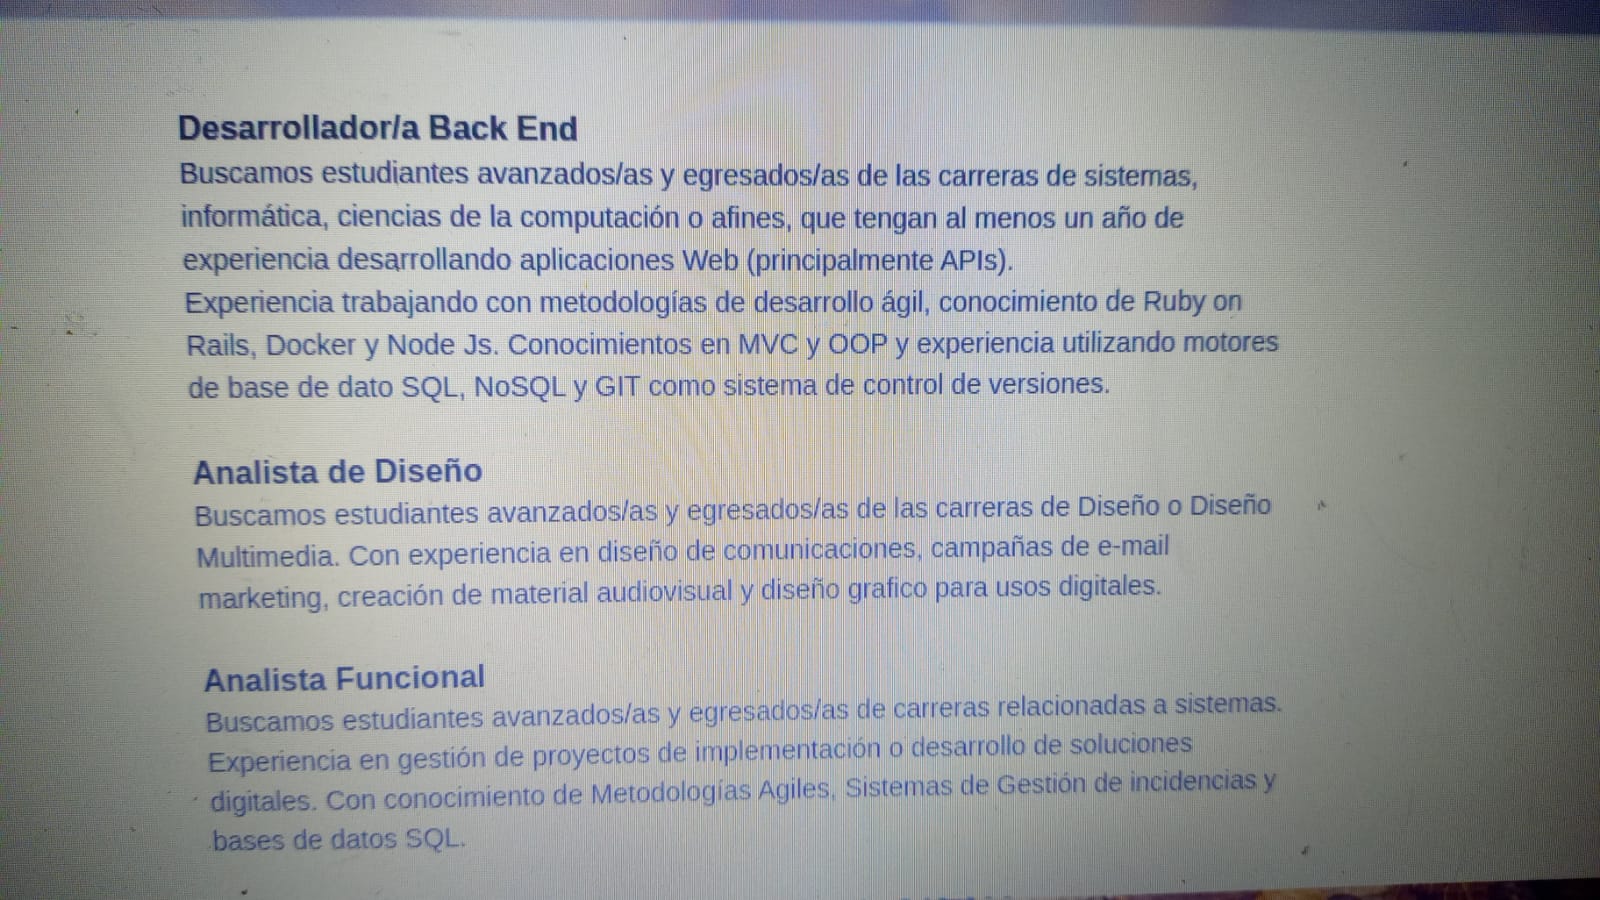 Desarrollador/a Back End
Buscamos estudiantes avanzados/as y egresados/as de las carreras de sistemas,
informática, ciencias de la computación o afines, que tengan al menos un año de
experiencia desarrollando aplicaciones Web (principalmente APIs).
Experiencia trabajando con metodologías de desarrollo ágil, conocimiento de Ruby on
Rails, Docker y Node Js. Conocimientos en MVC y OOP y experiencia utilizando motores
de base de dato SQL, NoSQL y GIT como sistema de control de versiones.
Analista de Diseño
Buscamos estudiantes avanzados/as y egresados/as de las carreras de Diseño o Diseño
Multimedia. Con experiencia en diseño de comunicaciones, campañas de e-mail
marketing, creación de material audiovisual y diseño grafico para usos digitales.
Analista Funcional
Buscamos estudiantes avanzados/as y egresados/as de carreras relacionadas a sistemas.
Experiencia en gestión de proyectos de implementación o desarrollo de soluciones
digitales. Con conocimiento de Metodologías Agiles, Sistemas de Gestión de incidencias y
bases de datos SQL.